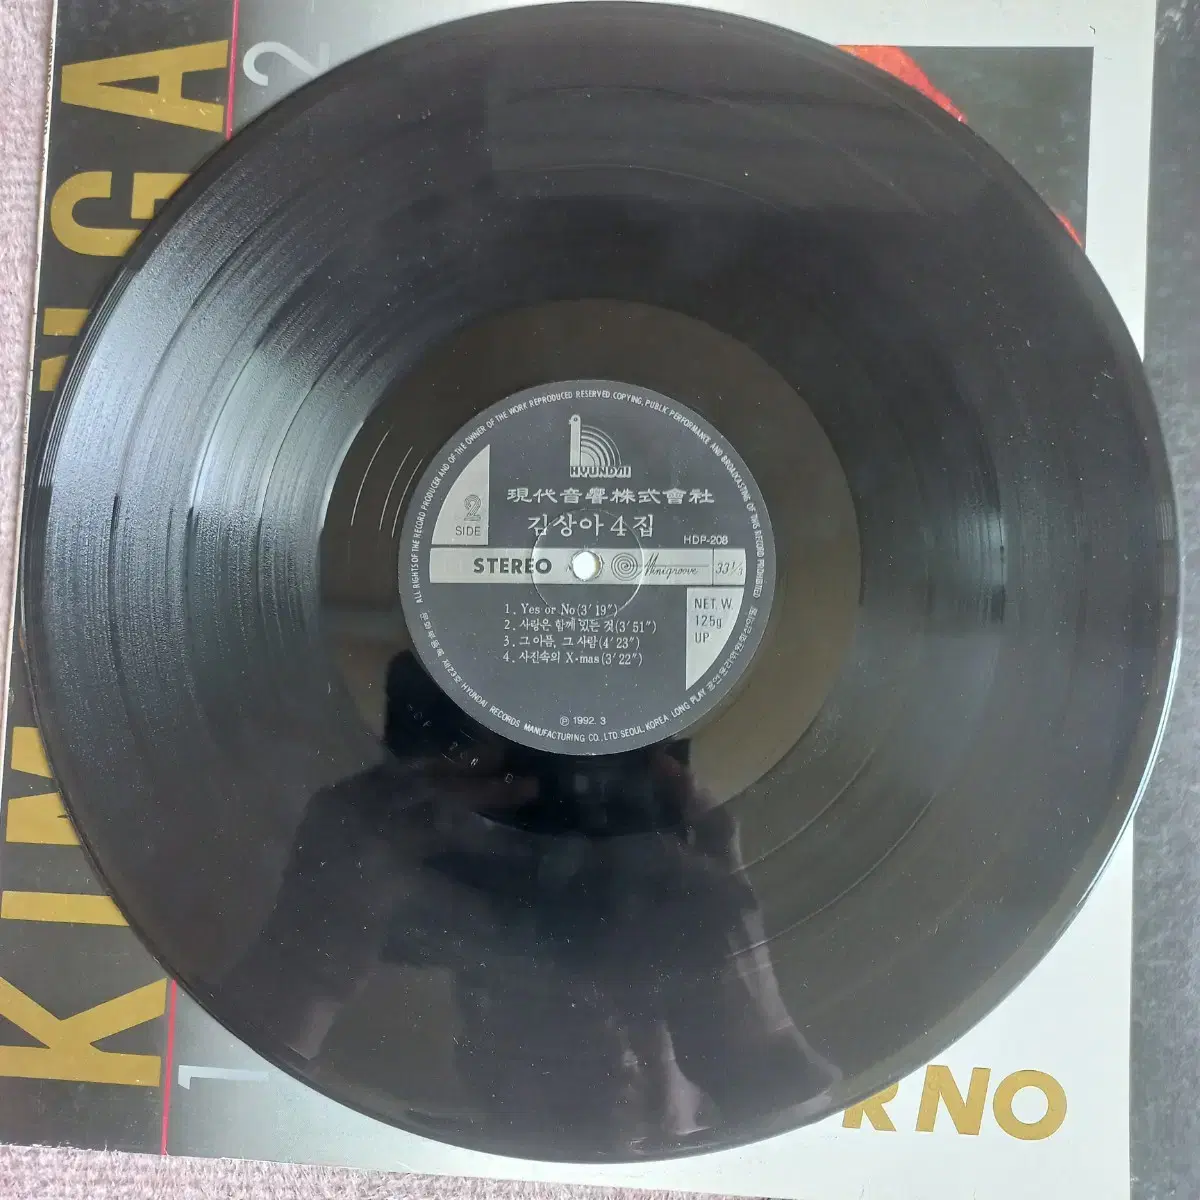 KIM
NGA
1
2
R NO
ALL RIGHTS OF THE RECORD PRODUCER AND OF THE OWNER OF THE WORK REPRODUCED RESERVED. COPYING, PUBLIC PERFORMANCE AND BROADCASTING OF THIS RECORD PROHIBITED
HYUNDAI
現代音響株式會社
2
SIDE
김상아 4 집
HDP-208
STEREO
Minigroove
33 1/3
NET. W.
125g
UP
1. Yes or No(3′19″)
2. 사랑은 함께 있는 것(3′51″)
3. 그 아픔, 그 사람(4′23″)
4. 사진속의 X-mas(3′22″)
℗ 1992. 3
HYUNDAI RECORDS MANUFACTURING CO., LTD. SEOUL, KOREA LONG PLAY